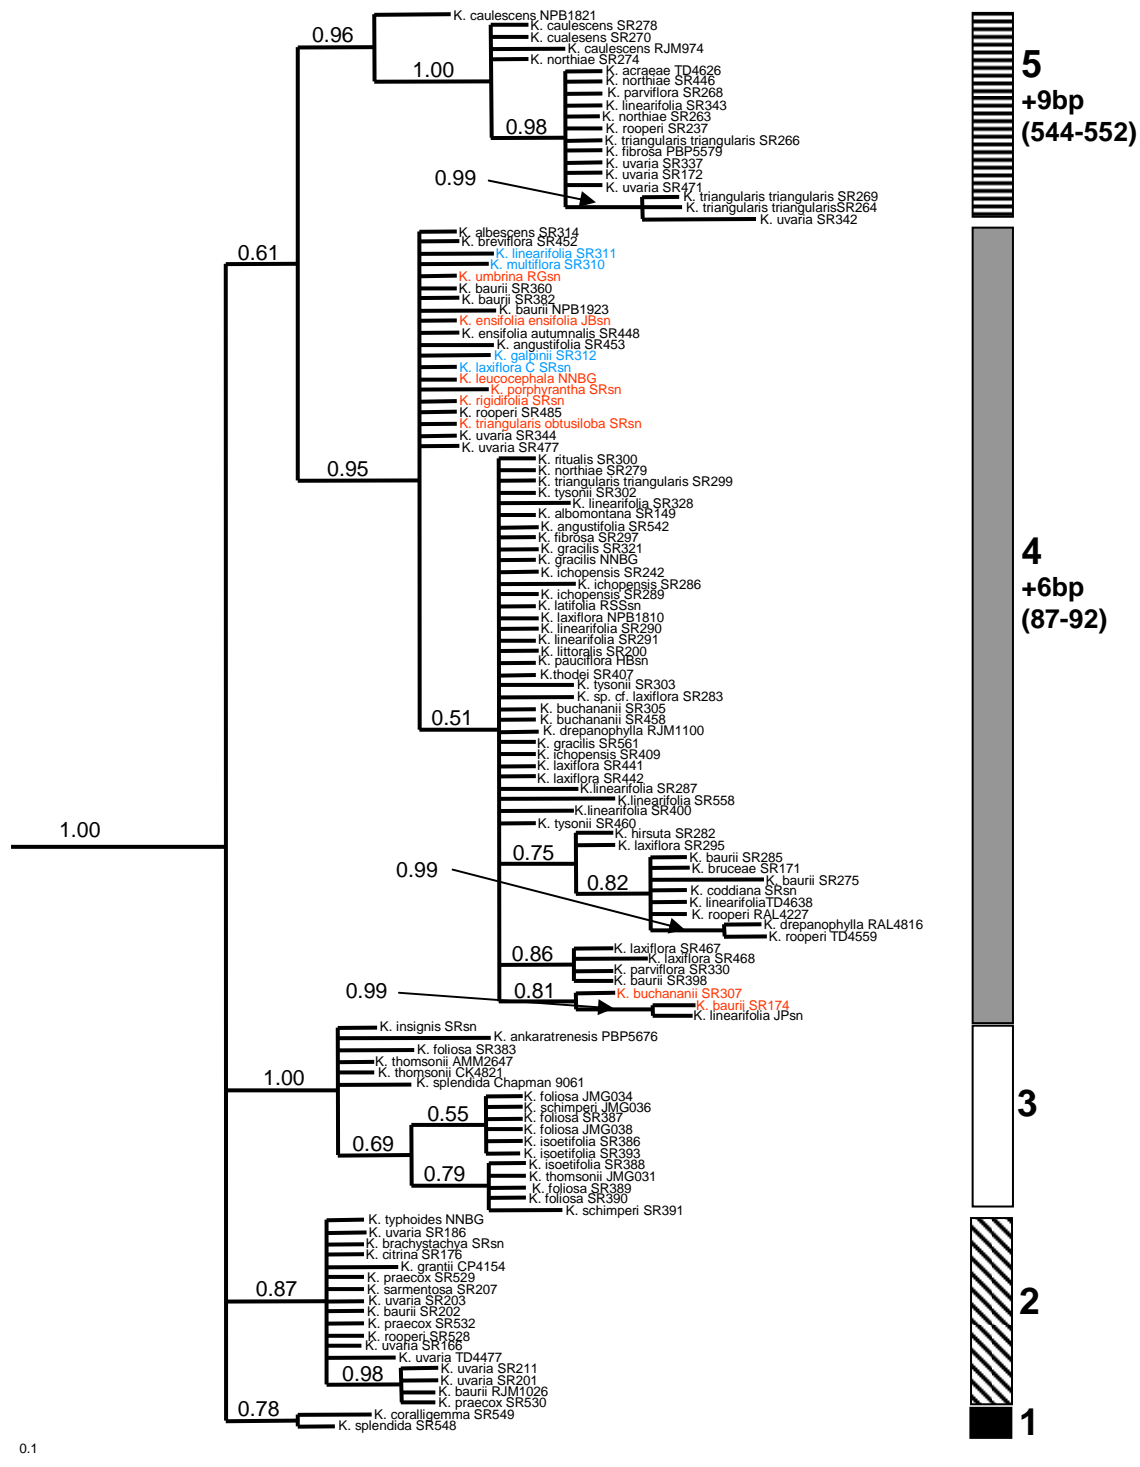 K. caulescens NPB1821
K. caulescens SR278
0.96
K. cualesens SR270
K. caulescens RJM974
K. northiae SR274
1.00
K. acraeae TD4626
K. northiae SR446
K. parviflora SR268
K. linearifolia SR343
K. northiae SR263
0.98
K. rooperi SR237
K. triangularis triangularis SR266
K. fibrosa PBP5579
K. uvaria SR337
K. uvaria SR172
0.99
K. uvaria SR471
K. triangularis triangularis SR269
K. triangularis triangularisSR264
K. uvaria SR342
5
+9bp
(544-552)
K. albescens SR314
K. breviflora SR452
0.61
K. linearifolia SR311
K. multiflora SR310
K. umbrina RGsn
K. baurii SR360
K. baurii SR382
K. baurii NPB1923
K. ensifolia ensifolia JBsn
K. ensifolia autumnalis SR448
K. angustifolia SR453
K. galpinii SR312
K. laxiflora C SRsn
K. leucocephala NNBG
K. porphyrantha SRsn
K. rigidifolia SRsn
K. rooperi SR485
K. triangularis obtusiloba SRsn
K. uvaria SR344
K. uvaria SR477
0.95
K. ritualis SR300
K. northiae SR279
K. triangularis triangularis SR299
K. tysonii SR302
K. linearifolia SR328
K. albomontana SR149
K. angustifolia SR542
K. fibrosa SR297
K. gracilis SR321
K. gracilis NNBG
K. ichopensis SR242
K. ichopensis SR286
K. ichopensis SR289
K. latifolia RSSsn
K. laxiflora NPB1810
K. linearifolia SR290
K. linearifolia SR291
K. littoralis SR200
K. pauciflora HBsn
K.thodei SR407
K. tysonii SR303
K. sp. cf. laxiflora SR283
K. buchananii SR305
0.51
K. buchananii SR458
K. drepanophylla RJM1100
K. gracilis SR561
K. ichopensis SR409
K. laxiflora SR441
K. laxiflora SR442
K.linearifolia SR287
K.linearifolia SR558
K.linearifolia SR400
K. tysonii SR460
4
+6bp
(87-92)
1.00
K. hirsuta SR282
K. laxiflora SR295
0.75
K. baurii SR285
0.99
K. bruceae SR171
K. baurii SR275
0.82
K. coddiana SRsn
K. linearifoliaTD4638
K. rooperi RAL4227
K. drepanophylla RAL4816
K. rooperi TD4559
K. laxiflora SR467
0.86
K. laxiflora SR468
K. parviflora SR330
K. baurii SR398
0.99
0.81
K. buchananii SR307
K. baurii SR174
K. linearifolia JPsn
K. insignis SRsn
K. ankaratrenesis PBP5676
K. foliosa SR383
K. thomsonii AMM2647
K. thomsonii CK4821
1.00
K. splendida Chapman 9061
K. foliosa JMG034
K. schimperi JMG036
0.55
K. foliosa SR387
K. foliosa JMG038
0.69
K. isoetifolia SR386
K. isoetifolia SR393
K. isoetifolia SR388
0.79
K. thomsonii JMG031
K. foliosa SR389
K. foliosa SR390
K. schimperi SR391
3
K. typhoides NNBG
K. uvaria SR186
K. brachystachya SRsn
K. citrina SR176
K. grantii CP4154
K. praecox SR529
0.87
K. sarmentosa SR207
K. uvaria SR203
K. baurii SR202
K. praecox SR532
K. rooperi SR528
K. uvaria SR166
K. uvaria TD4477
0.98
K. uvaria SR211
K. uvaria SR201
K. baurii RJM1026
K. praecox SR530
2
0.78
K. coralligemma SR549
K. splendida SR548
1
0.1